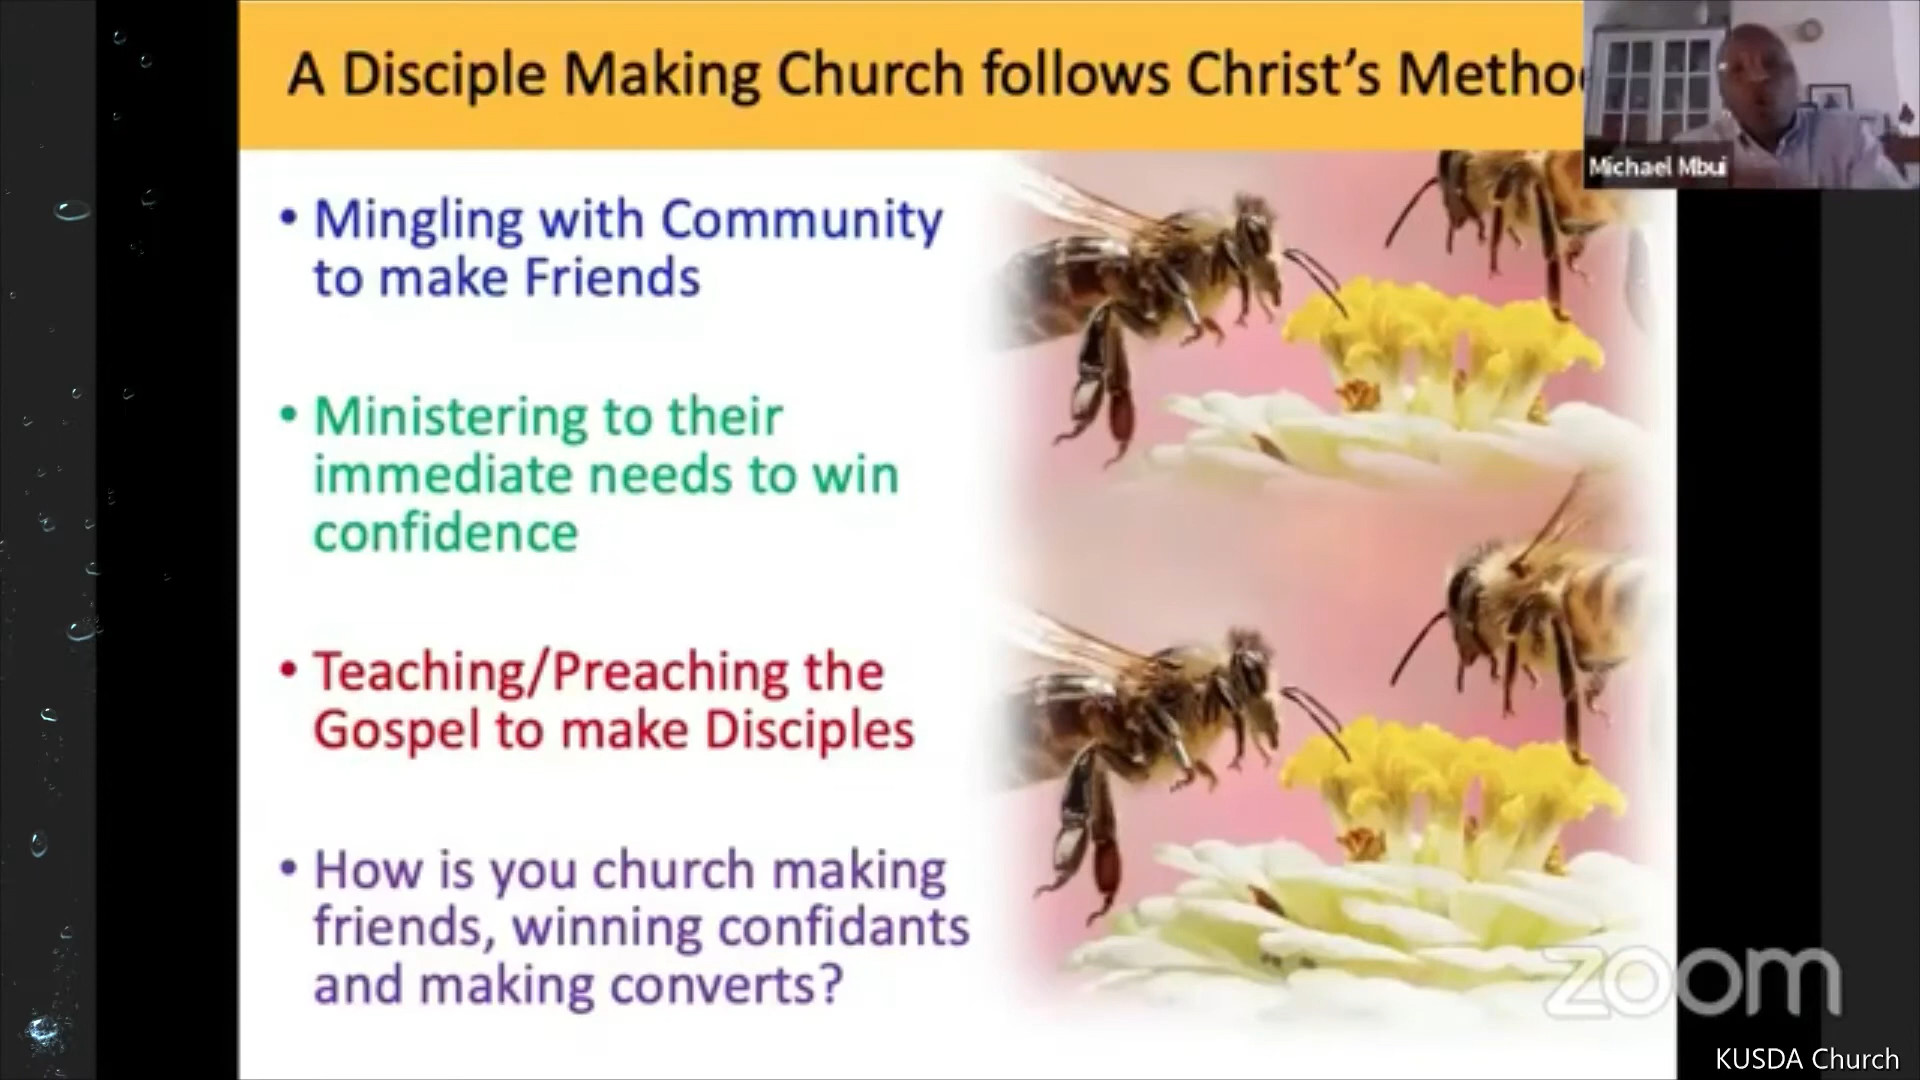 A Disciple Making Church follows Christ's Metho
Michael Mbui
• Mingling with Community
to make Friends
• Ministering to their
immediate needs to win
confidence
• Teaching/Preaching the
Gospel to make Disciples
• How is you church making
friends, winning confidants
and making converts?
zoom
KUSDA Church